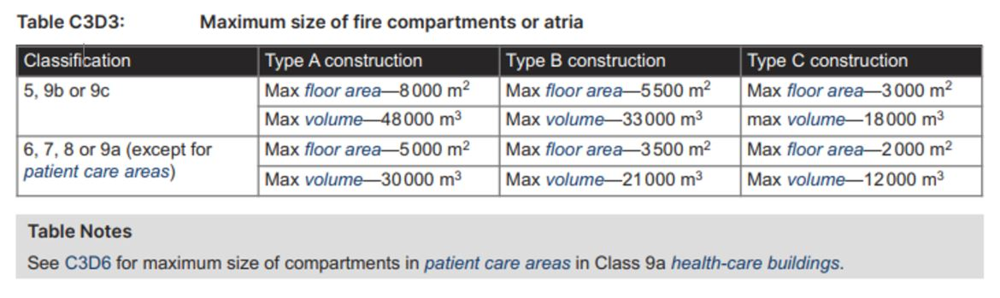 Table C3D3: Maximum size of fire compartments or atria
Classification Type A construction Type B construction Type C construction
5, 9b or 9c Max floor area—8 000 m² Max floor area—5 500 m² Max floor area—3 000 m²
Max volume—48 000 m³ Max volume—33 000 m³ max volume—18 000 m³
6, 7, 8 or 9a (except for Max floor area—5 000 m² Max floor area—3 500 m² Max floor area—2 000 m²
patient care areas) Max volume—30 000 m³ Max volume—21 000 m³ Max volume—12 000 m³
Table Notes
See C3D6 for maximum size of compartments in patient care areas in Class 9a health-care buildings.